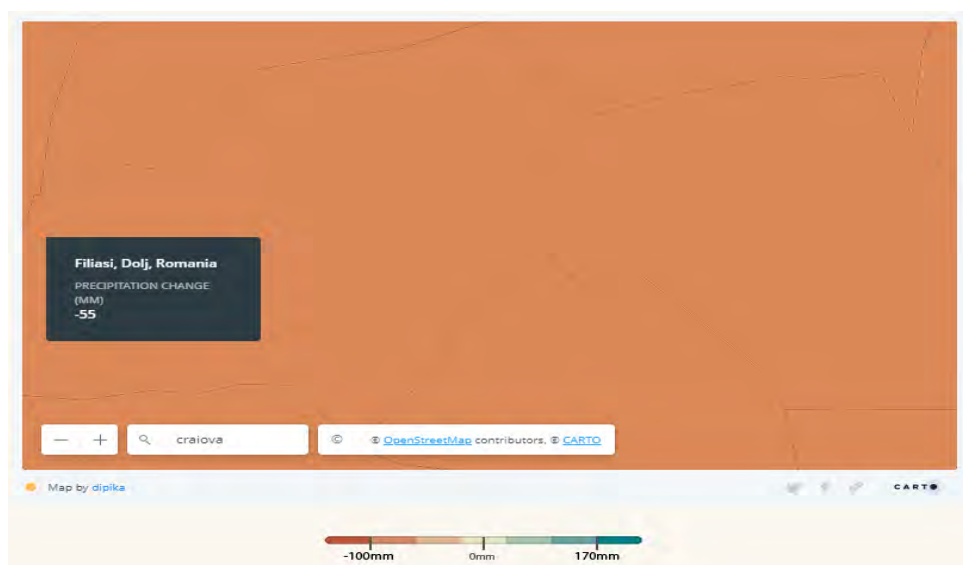 Filiasi, Dolj, Romania
PRECIPITATION CHANGE
(MM)
-55
craiova
© © OpenStreetMap contributors, © CARTO
Map by dipika
CARTO
-100mm 0mm 170mm